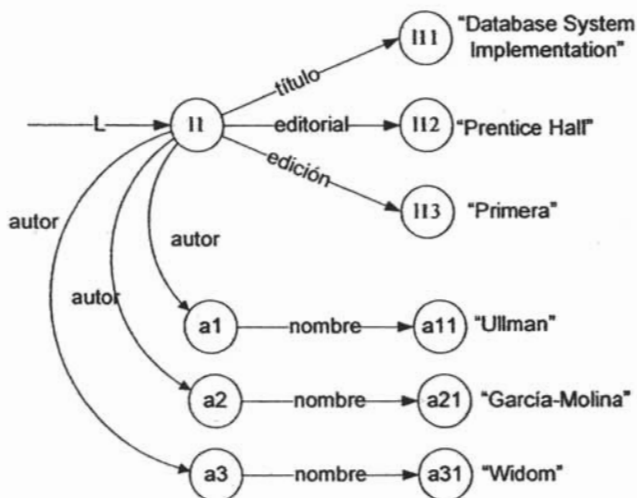 l11 "Database System
Implementation"
título
L l1 editorial l12 "Prentice Hall"
edición
l13 "Primera"
autor autor
autor
a1 nombre a11 "Ullman"
a2 nombre a21 "García-Molina"
a3 nombre a31 "Widom"